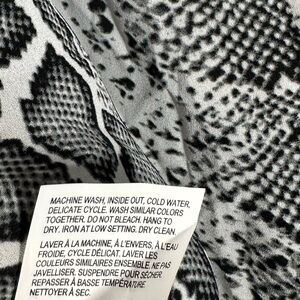 MACHINE WASH, INSIDE OUT, COLD WATER,
DELICATE CYCLE. WASH SIMILAR COLORS
TOGETHER. DO NOT BLEACH. HANG TO
DRY. IRON AT LOW SETTING. DRY CLEAN.
LAVER À LA MACHINE, À L'ENVERS, À L'EAU
FROIDE, CYCLE DÉLICAT. LAVER LES
COULEURS SIMILAIRES ENSEMBLE. NE PAS
JAVELLISER. SUSPENDRE POUR SÉCHER.
REPASSER À BASSE TEMPÉRATURE
NETTOYER À SEC.